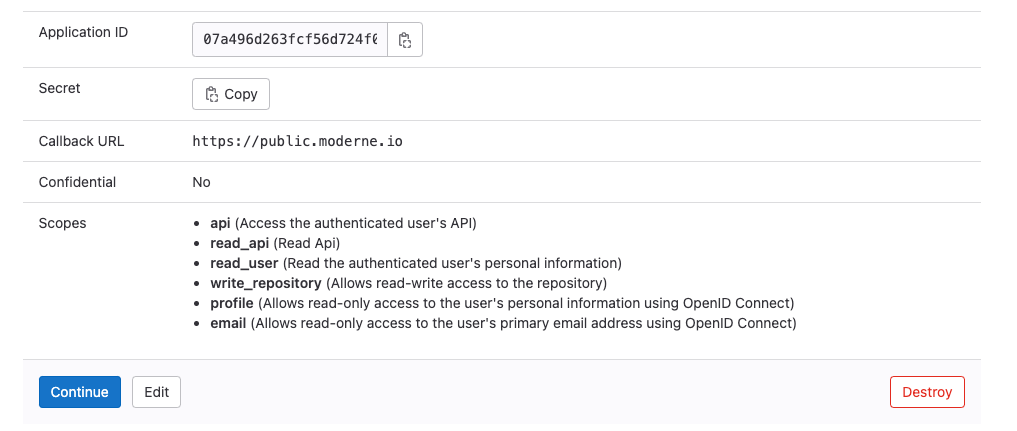 Application ID 07a496d263fcf56d724f
Secret Copy
Callback URL https://public.moderne.io
Confidential No
Scopes • api (Access the authenticated user's API)
• read_api (Read Api)
• read_user (Read the authenticated user's personal information)
• write_repository (Allows read-write access to the repository)
• profile (Allows read-only access to the user's personal information using OpenID Connect)
• email (Allows read-only access to the user's primary email address using OpenID Connect)
Continue Edit Destroy